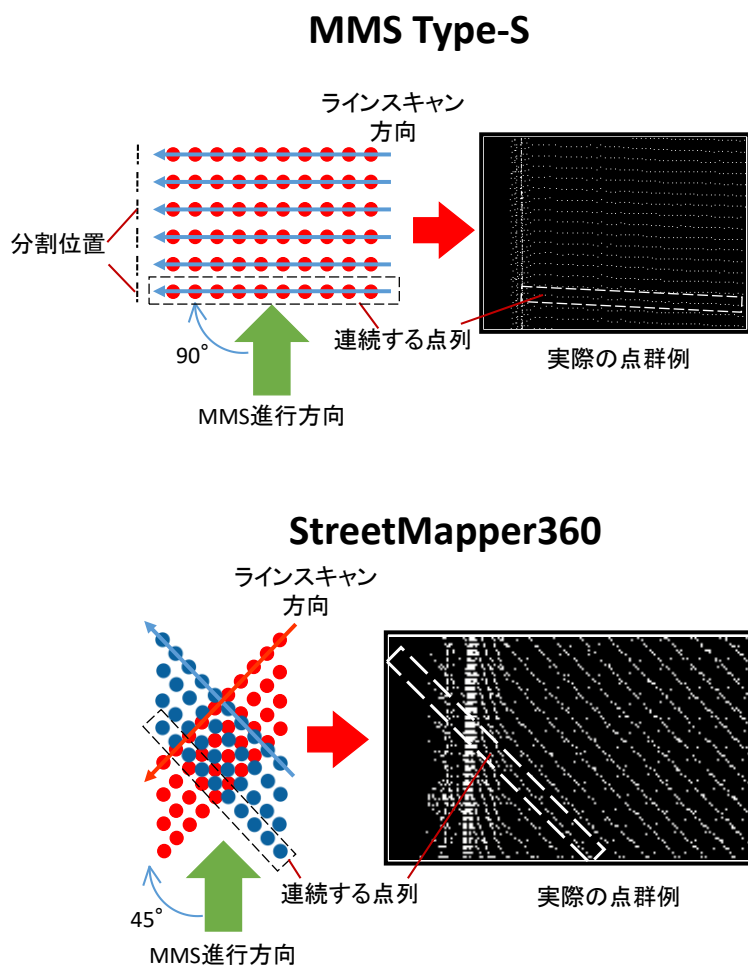 MMS Type-S
ラインスキャン
方向
分割位置
90°
連続する点列
実際の点群例
MMS進行方向
StreetMapper360
ラインスキャン
方向
45°
連続する点列
実際の点群例
MMS進行方向